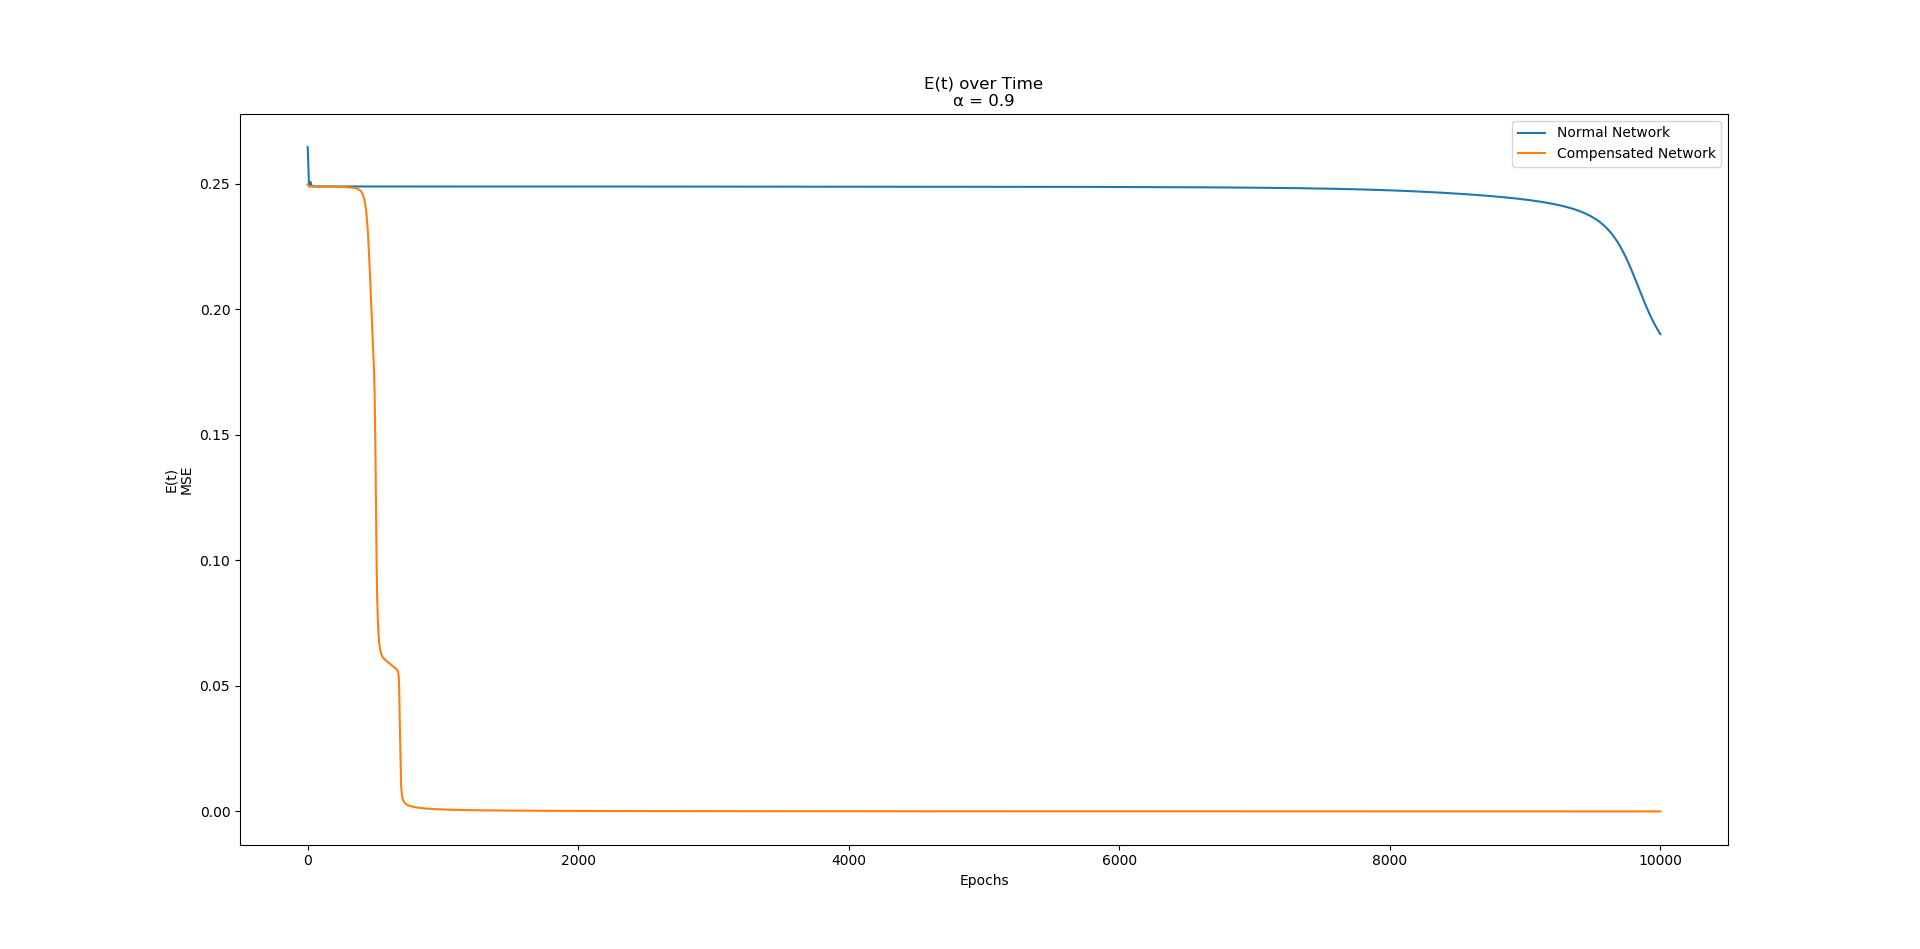 E(t) over Time
α = 0.9
Normal Network
Compensated Network
0.25
0.20
0.15
0.10
0.05
0.00
E(t)
MSE
0
2000
4000
6000
8000
10000
Epochs